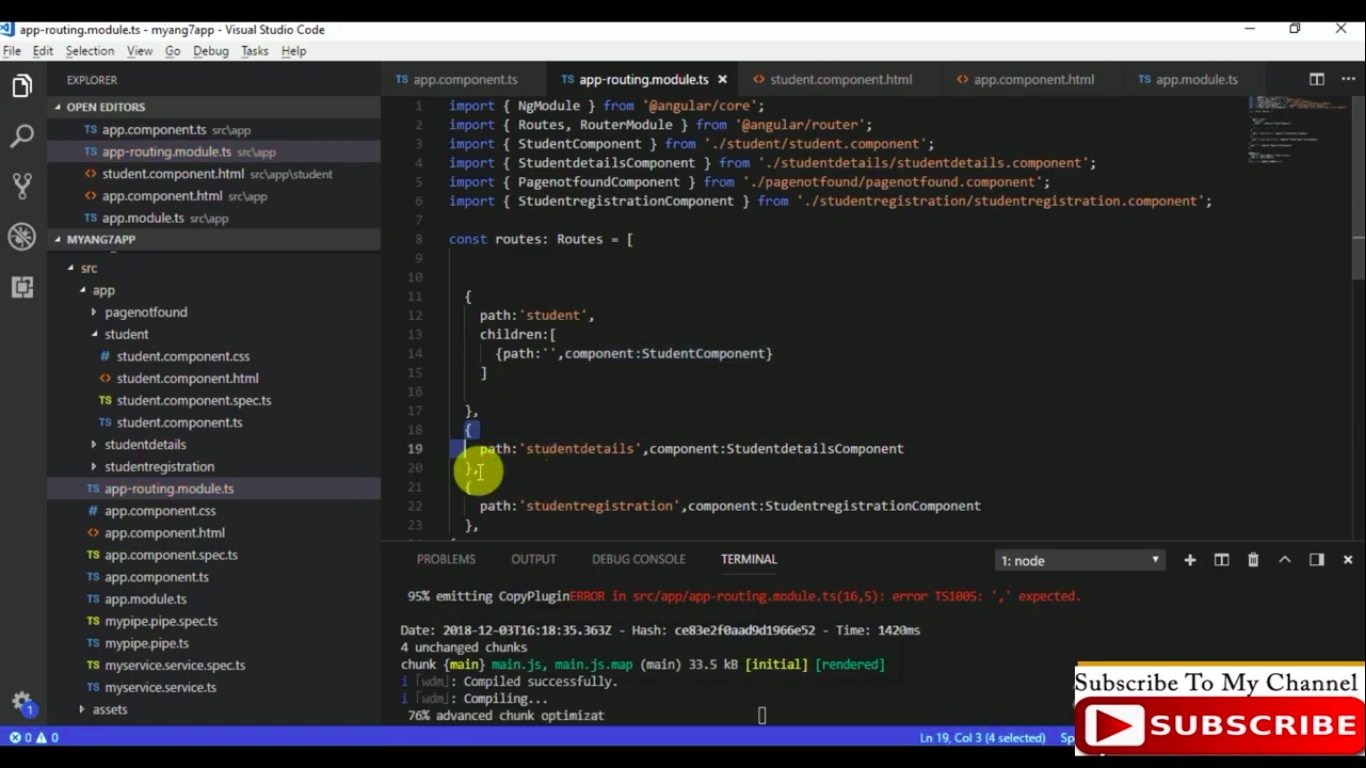 app-routing.module.ts - myang7app - Visual Studio Code
File Edit Selection View Go Debug Tasks Help
EXPLORER
OPEN EDITORS
TS app.component.ts src\app
TS app-routing.module.ts src\app
<> student.component.html src\app\student
<> app.component.html src\app
TS app.module.ts src\app
MYANG7APP
src
app
pagenotfound
student
# student.component.css
<> student.component.html
TS student.component.spec.ts
TS student.component.ts
studentdetails
studentregistration
TS app-routing.module.ts
# app.component.css
<> app.component.html
TS app.component.spec.ts
TS app.component.ts
TS app.module.ts
TS mypipe.pipe.spec.ts
TS mypipe.pipe.ts
TS myservice.service.spec.ts
TS myservice.service.ts
assets
1
TS app.component.ts TS app-routing.module.ts × <> student.component.html <> app.component.html TS app.module.ts
1 import { NgModule } from '@angular/core';
2 import { Routes, RouterModule } from '@angular/router';
3 import { StudentComponent } from './student/student.component';
4 import { StudentdetailsComponent } from './studentdetails/studentdetails.component';
5 import { PagenotfoundComponent } from './pagenotfound/pagenotfound.component';
6 import { StudentregistrationComponent } from './studentregistration/studentregistration.component';
7
8 const routes: Routes = [
9
10
11 {
12 path:'student',
13 children:[
14 {path:'',component:StudentComponent}
15 ]
16
17 },
18 {
19 path:'studentdetails',component:StudentdetailsComponent
20 },
21 {
22 path:'studentregistration',component:StudentregistrationComponent
23 },
PROBLEMS OUTPUT DEBUG CONSOLE TERMINAL 1: node
95% emitting CopyPluginERROR in src/app/app-routing.module.ts(16,5): error TS1005: ',' expected.
Date: 2018-12-03T16:18:35.363Z - Hash: ce83e2f0aad9d1966e52 - Time: 1420ms
4 unchanged chunks
chunk {main} main.js, main.js.map (main) 33.5 kB [initial] [rendered]
i ｢wdm｣: Compiled successfully.
i ｢wdm｣: Compiling...
76% advanced chunk optimizat
0 0 Ln 19, Col 3 (4 selected)
Subscribe To My Channel
SUBSCRIBE